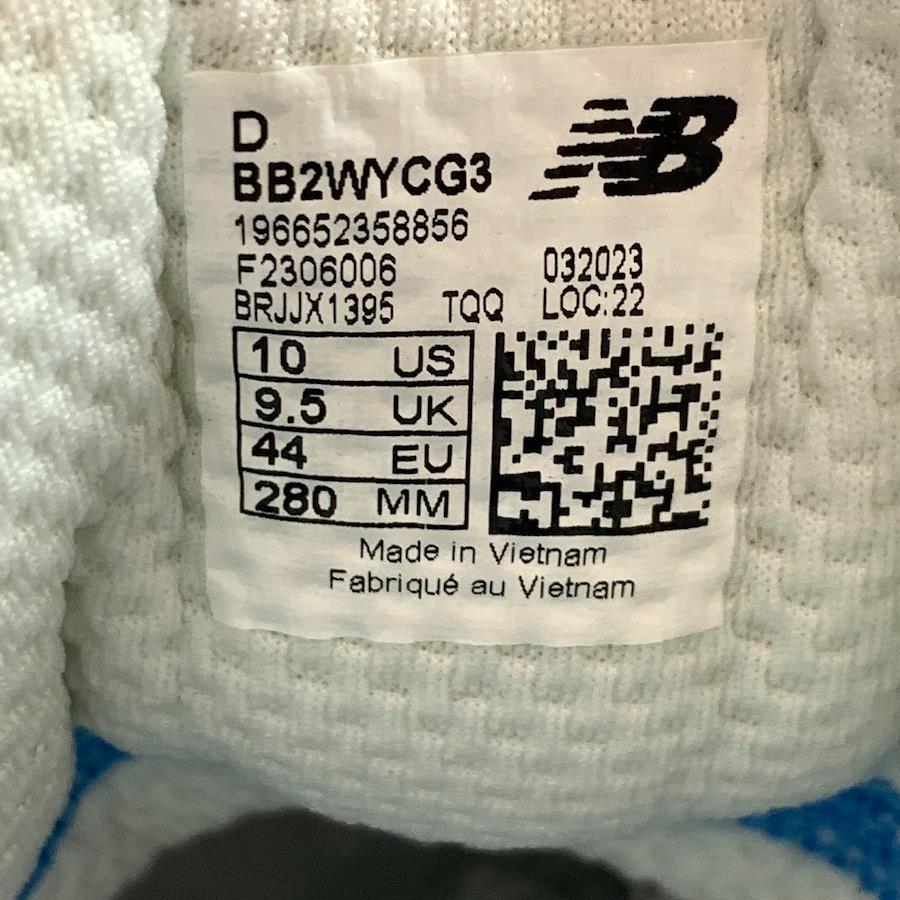 D
NB
BB2WYCG3
196652358856
F2306006 032023
BRJJX1395 TQQ LOC:22
10 US
9.5 UK
44 EU
280 MM
Made in Vietnam
Fabriqué au Vietnam